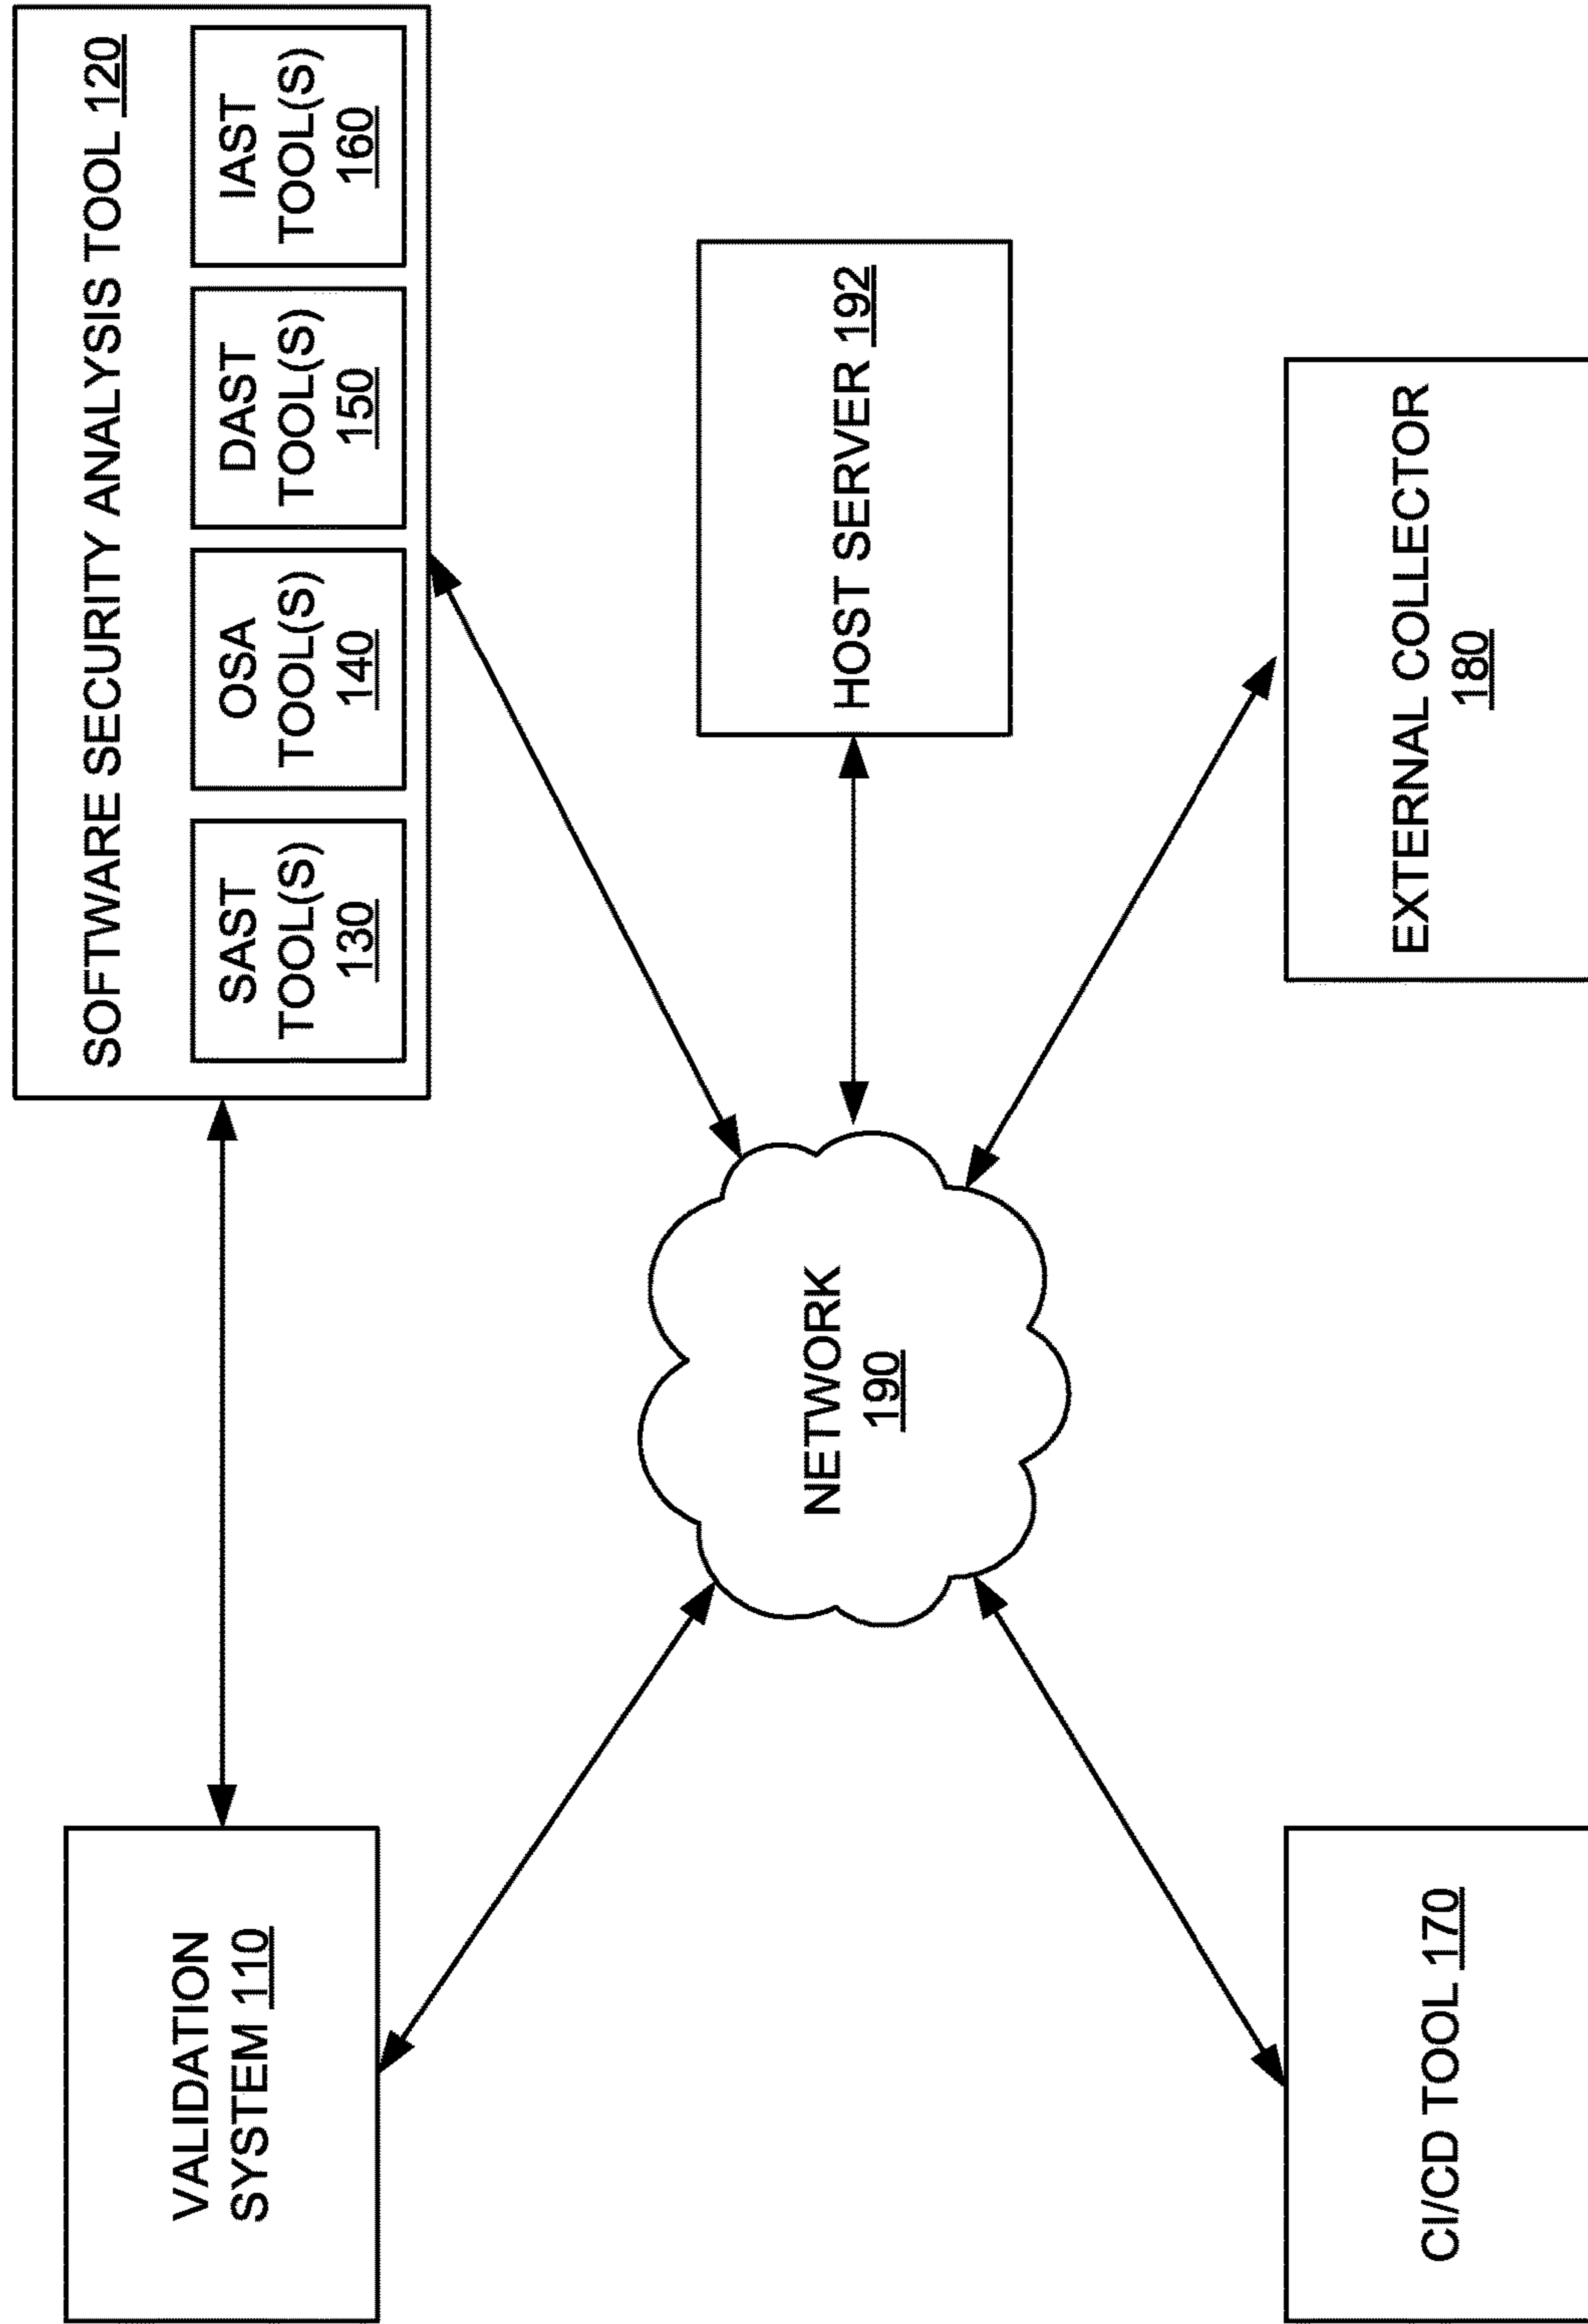 SOFTWARE SECURITY ANALYSIS TOOL 120
SAST
TOOL(S)
130
OSA
TOOL(S)
140
DAST
TOOL(S)
150
IAST
TOOL(S)
160
VALIDATION
SYSTEM 110
NETWORK
190
HOST SERVER 192
CI/CD TOOL 170
EXTERNAL COLLECTOR
180